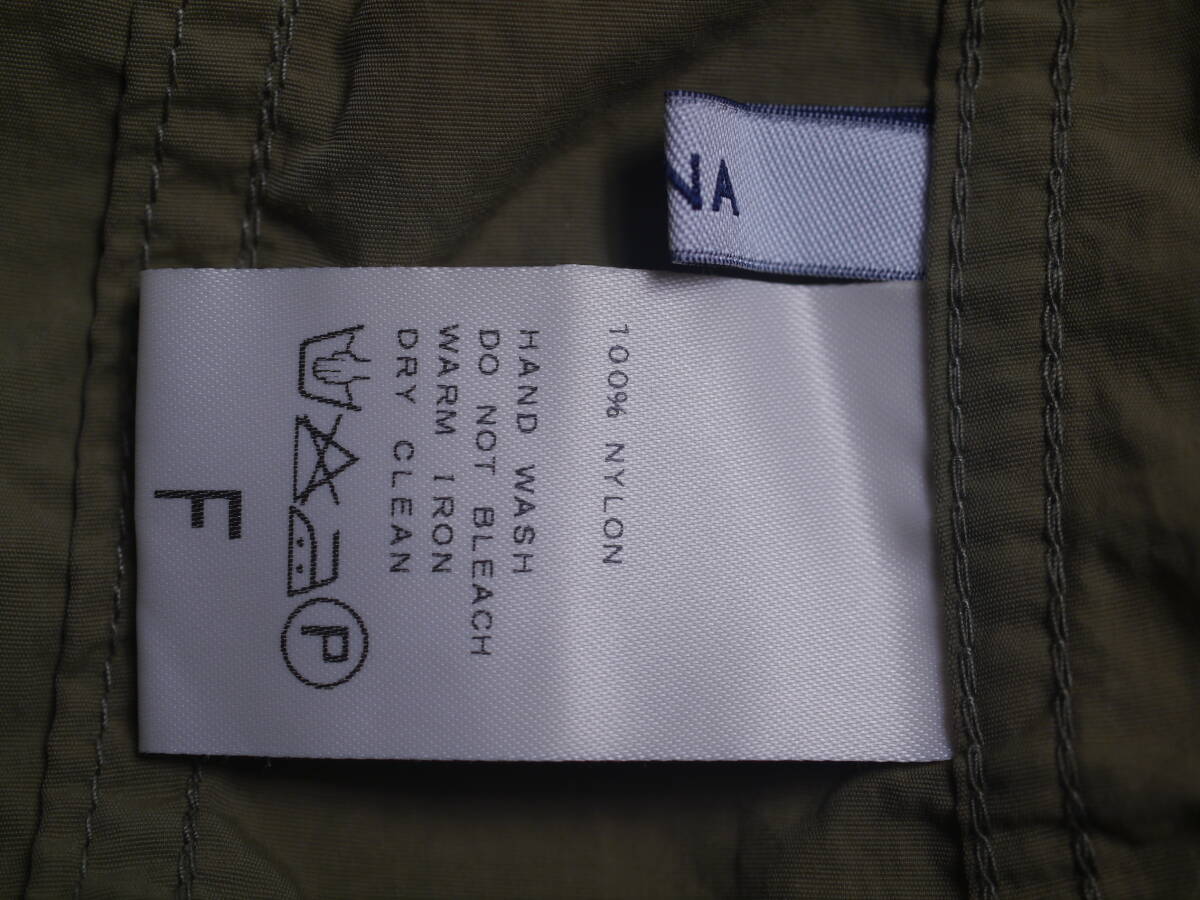 NA
100% NYLON
HAND WASH
DO NOT BLEACH
WARM IRON
DRY CLEAN
P
F